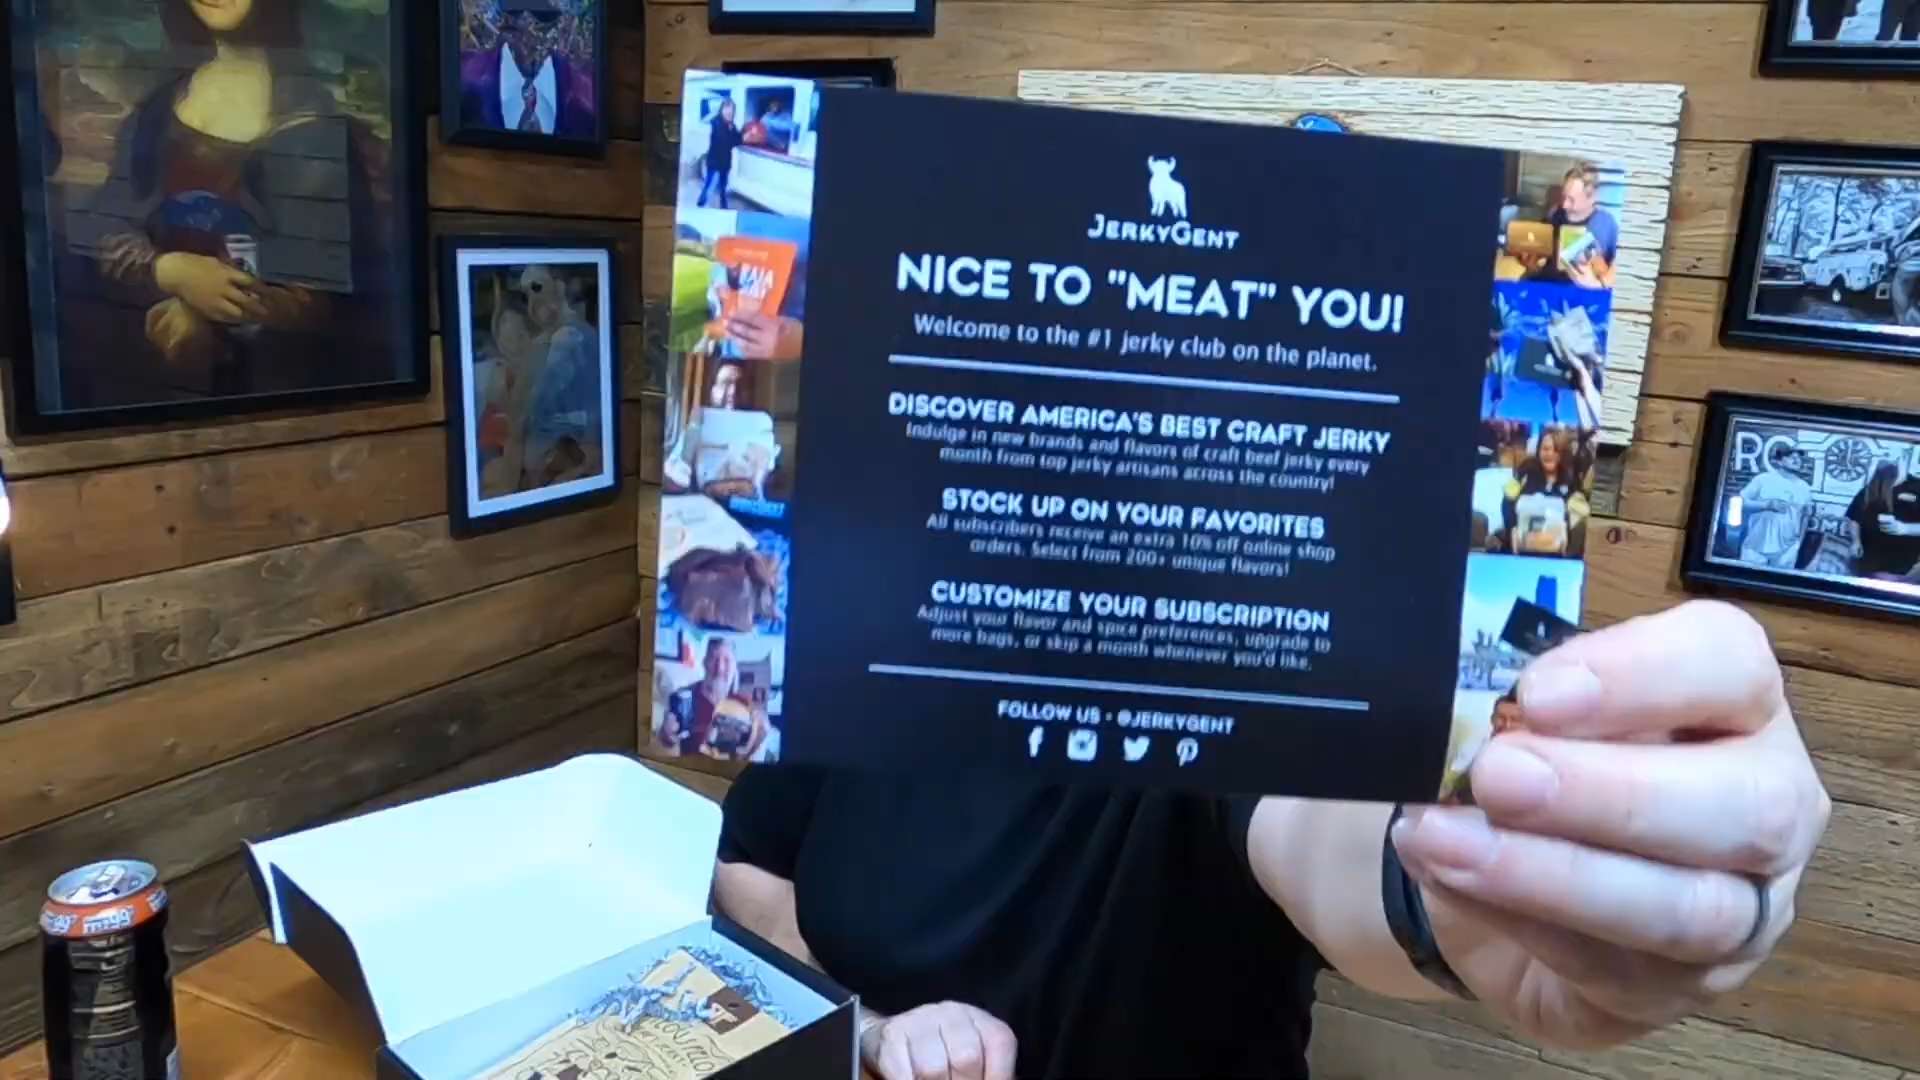 JERKYGENT
NICE TO "MEAT" YOU!
Welcome to the #1 jerky club on the planet.
DISCOVER AMERICA'S BEST CRAFT JERKY
Indulge in new brands and flavors of craft beef jerky every
month from top jerky artisans across the country!
STOCK UP ON YOUR FAVORITES
All subscribers receive an extra 10% off online shop
orders. Select from 200+ unique flavors!
CUSTOMIZE YOUR SUBSCRIPTION
Adjust your flavor and spice preferences, upgrade to
more bags, or skip a month whenever you'd like.
FOLLOW US - @JERKYGENT